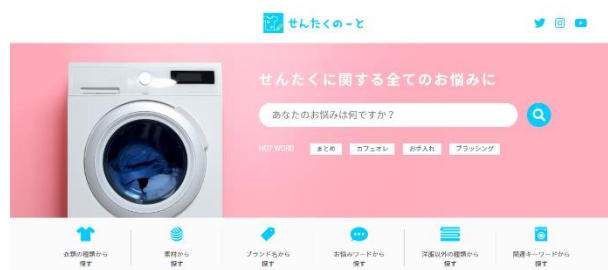 せんたくのーと
せんたくに関する全てのお悩みに
あなたのお悩みは何ですか？
HOT WORD まとめ カフェオレ お手入れ ブラッシング
衣類の種類から
探す
素材から
探す
ブランド名から
探す
お悩みワードから
探す
洋服以外の種類から
探す
関連キーワードから
探す